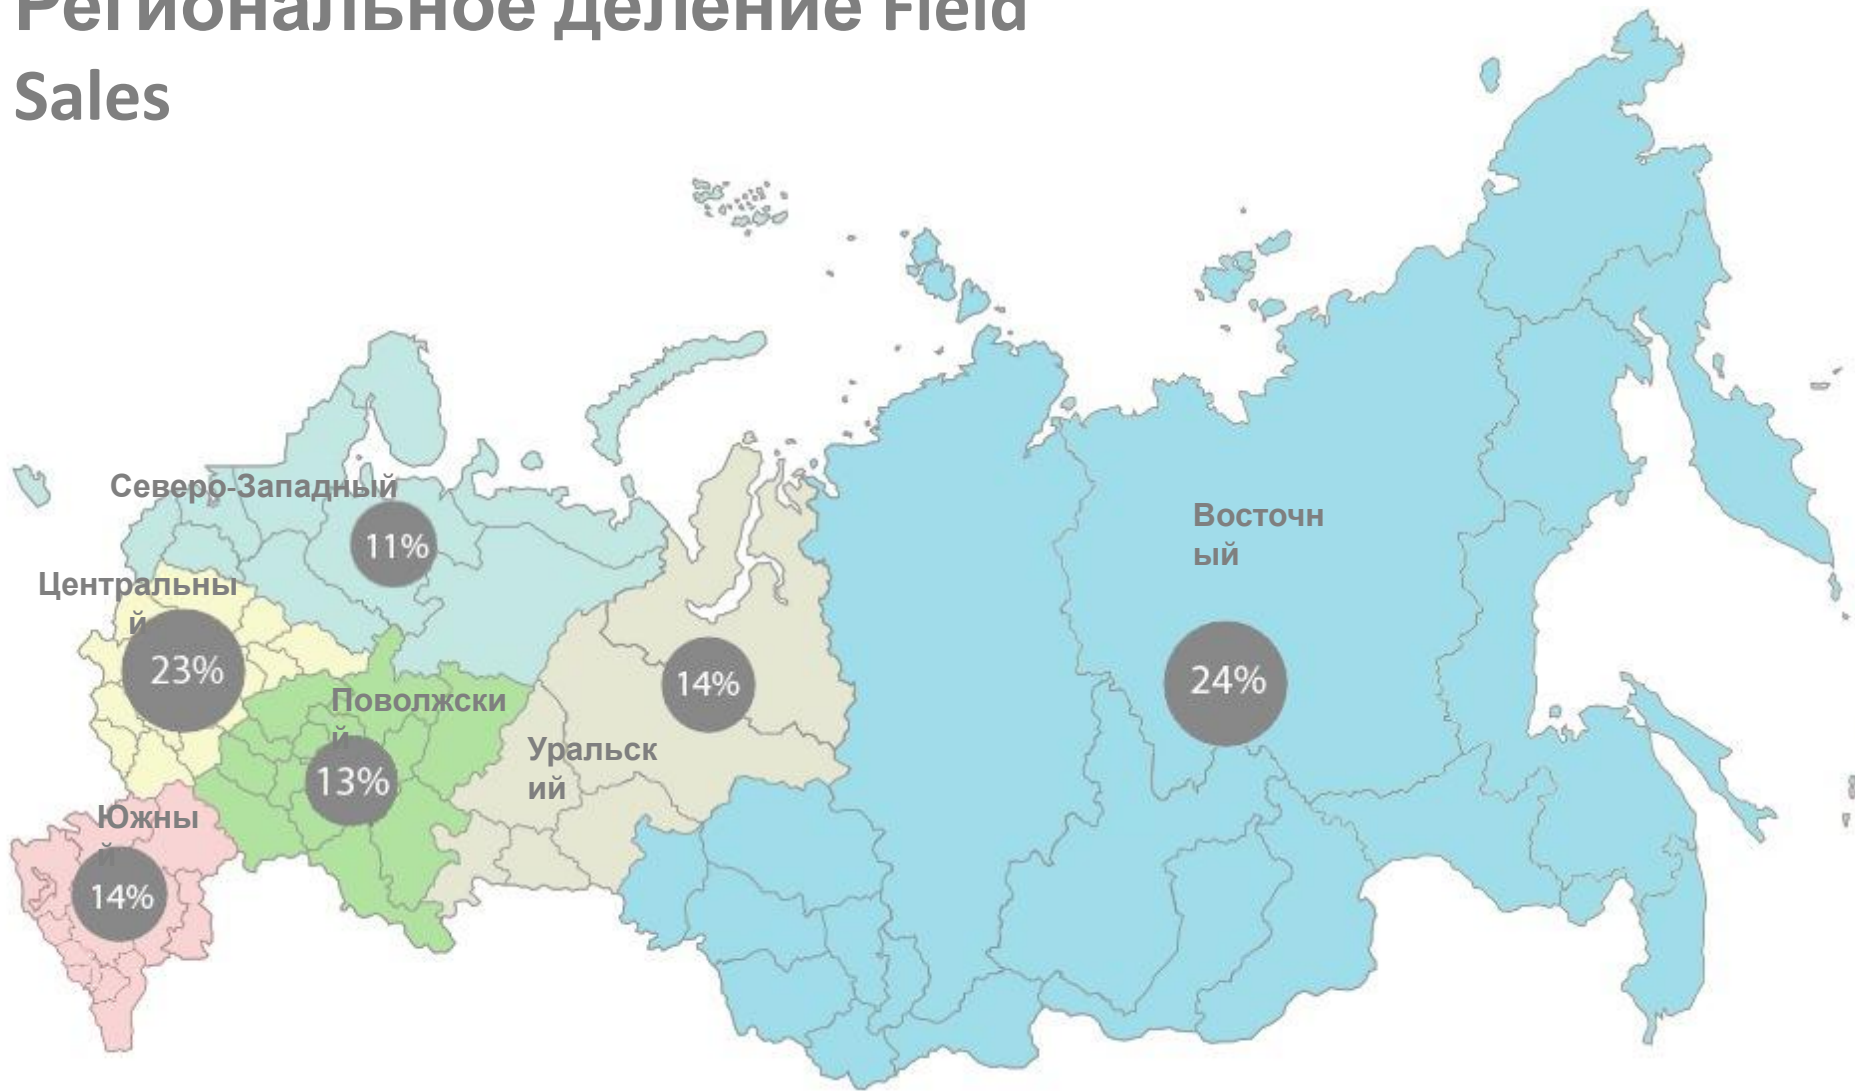 Региональное деление Field
Sales
Северо-Западный
11%
Восточн
ый
Центральны
й
23%
14%
24%
Поволжски
й
13%
Уральск
ий
Южны
й
14%